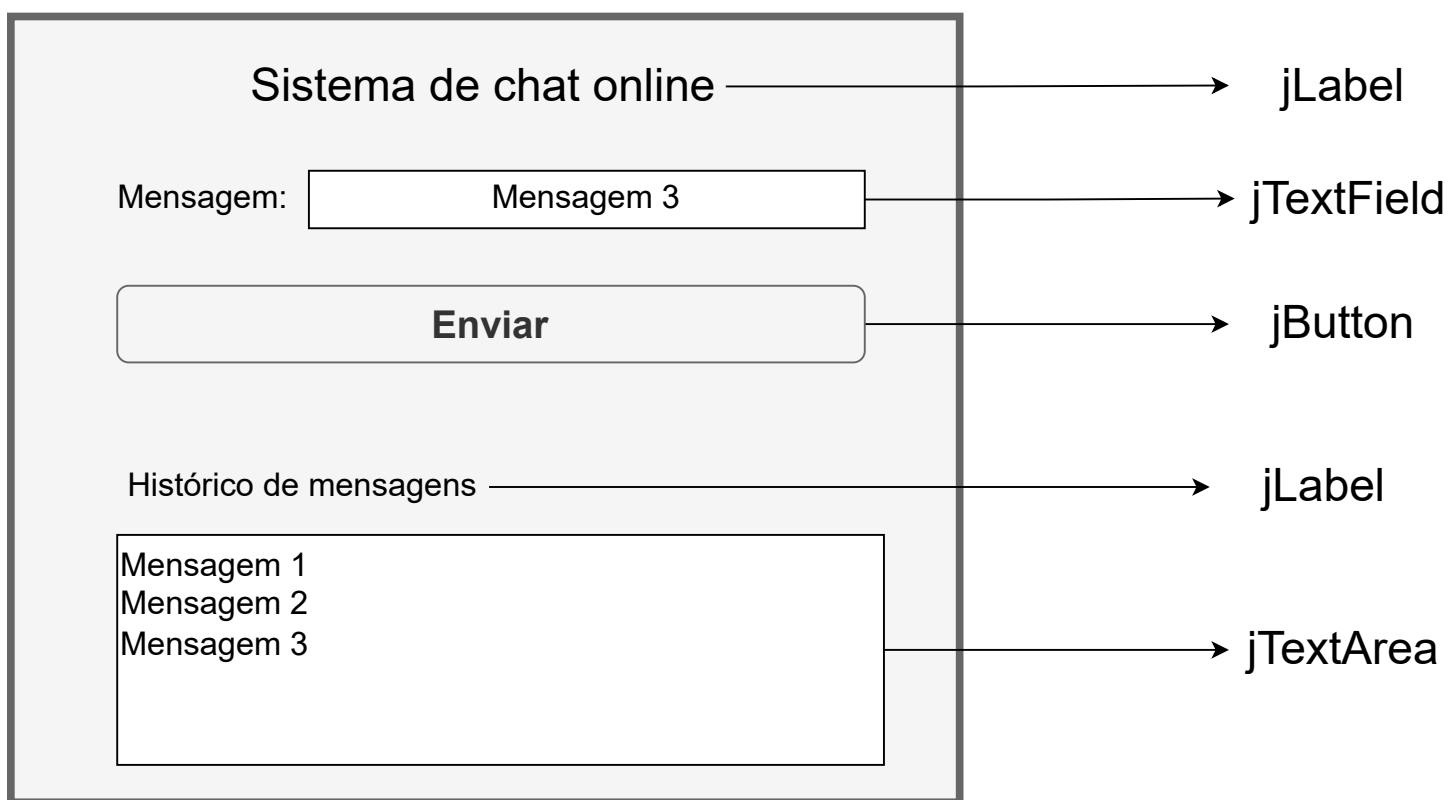 Sistema de chat online
jLabel
Mensagem:
Mensagem 3
jTextField
Enviar
jButton
Histórico de mensagens
jLabel
Mensagem 1
Mensagem 2
Mensagem 3
jTextArea